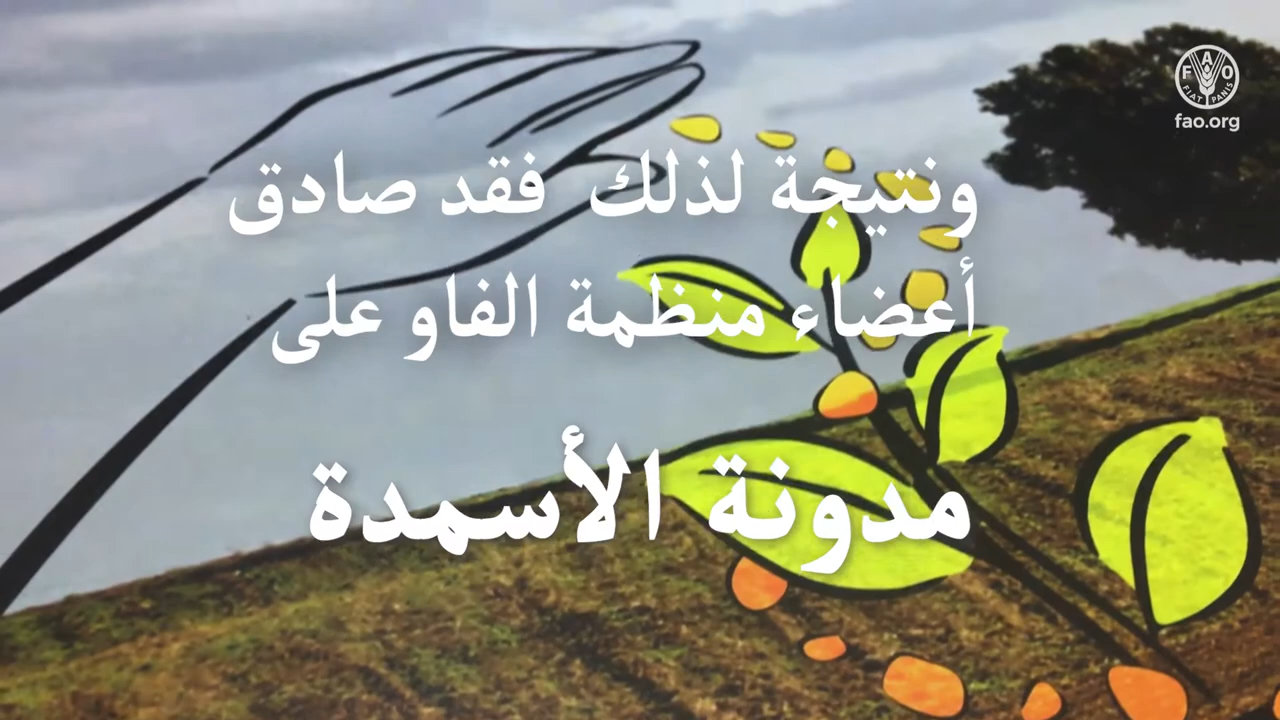 FAO
FIAT PANIS
fao.org
ونتيجة لذلك فقد صادق
أعضاء منظمة الفاو على
مدونة الأسمدة